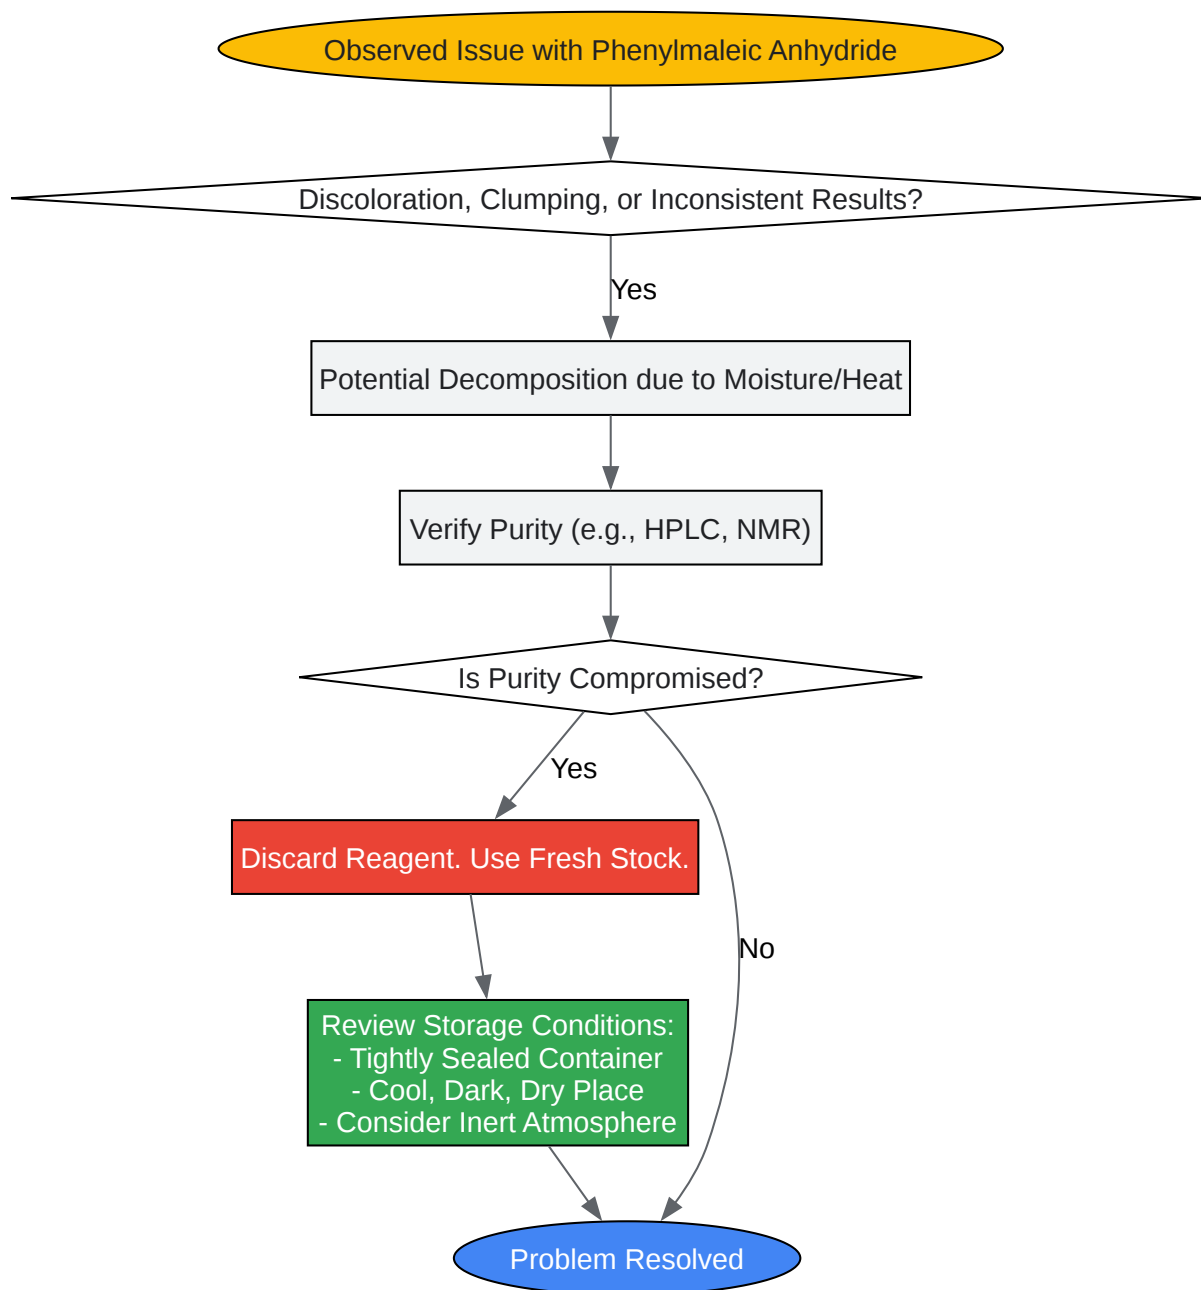 Observed Issue with Phenylmaleic Anhydride
Discoloration, Clumping, or Inconsistent Results?
Yes
Potential Decomposition due to Moisture/Heat
Verify Purity (e.g., HPLC, NMR)
Is Purity Compromised?
Yes
Discard Reagent. Use Fresh Stock.
No
Review Storage Conditions:
- Tightly Sealed Container
- Cool, Dark, Dry Place
- Consider Inert Atmosphere
Problem Resolved